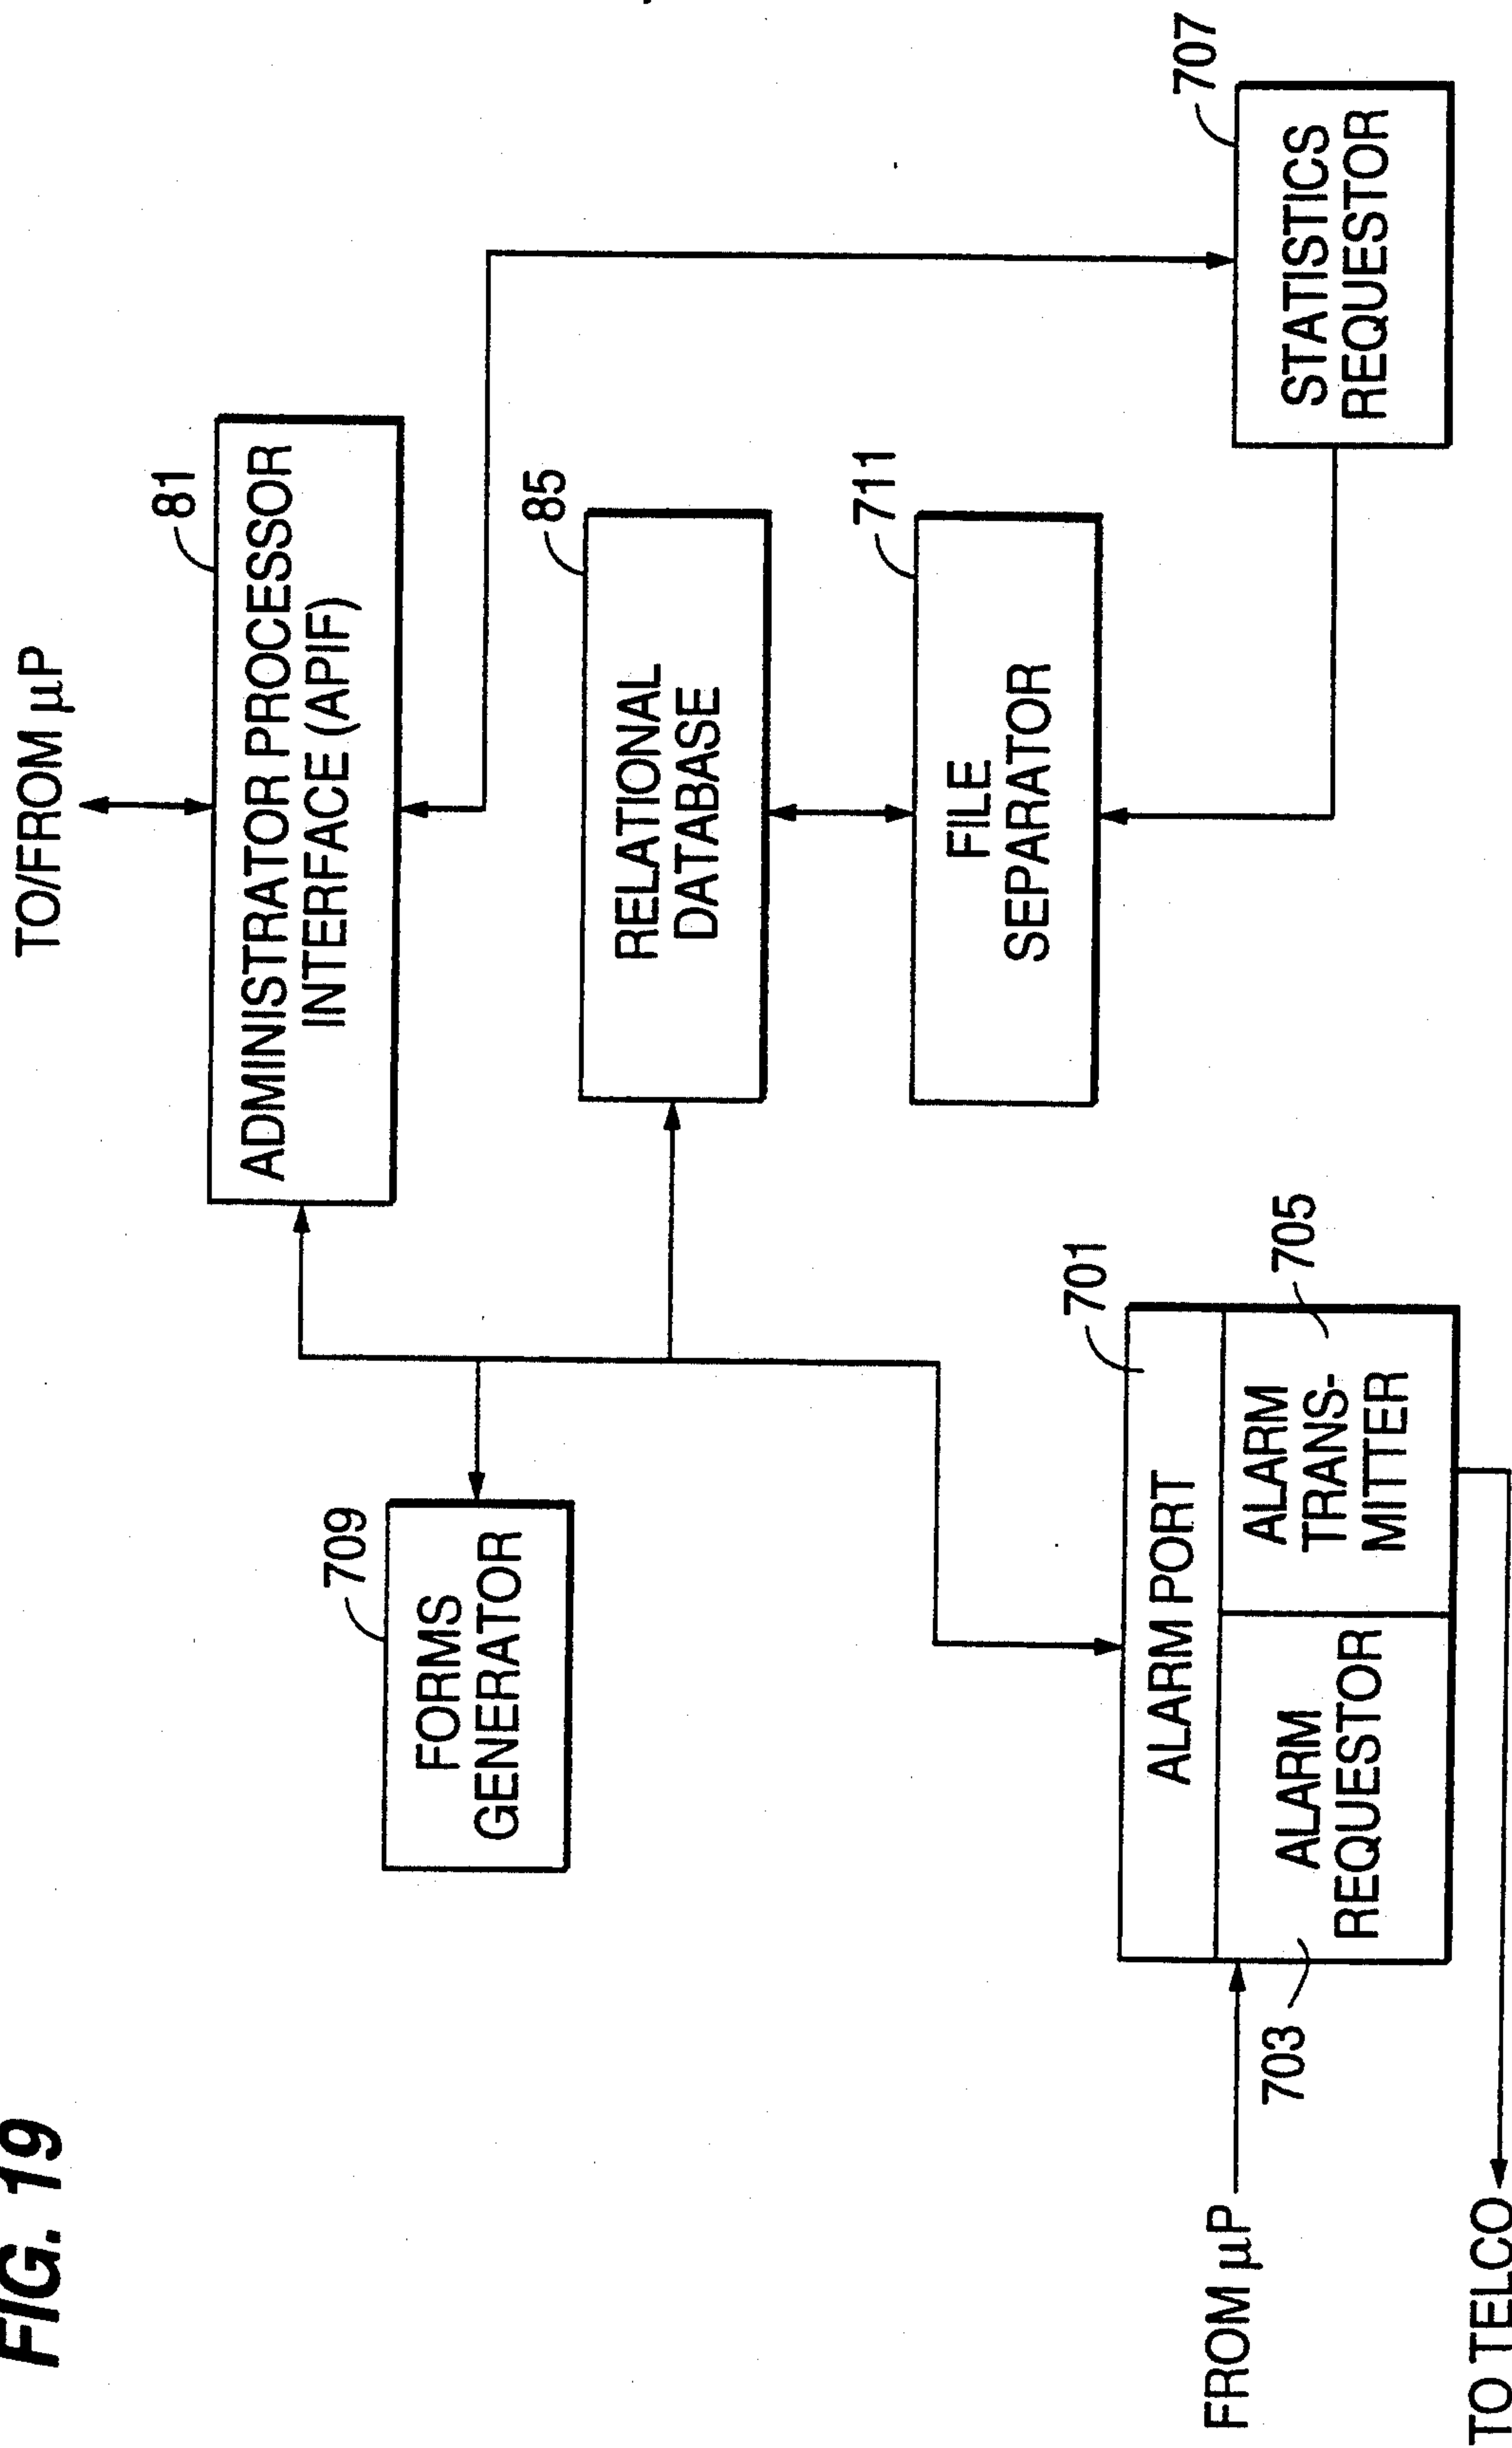 FIG. 19
TO/FROM µP
81
ADMINISTRATOR PROCESSOR
INTERFACE (APIF)
709
FORMS
GENERATOR
85
RELATIONAL
DATABASE
711
FILE
SEPARATOR
701
ALARM PORT
703
ALARM
REQUESTOR
705
ALARM
TRANS-
MITTER
707
STATISTICS
REQUESTOR
FROM µP
TO TELCO